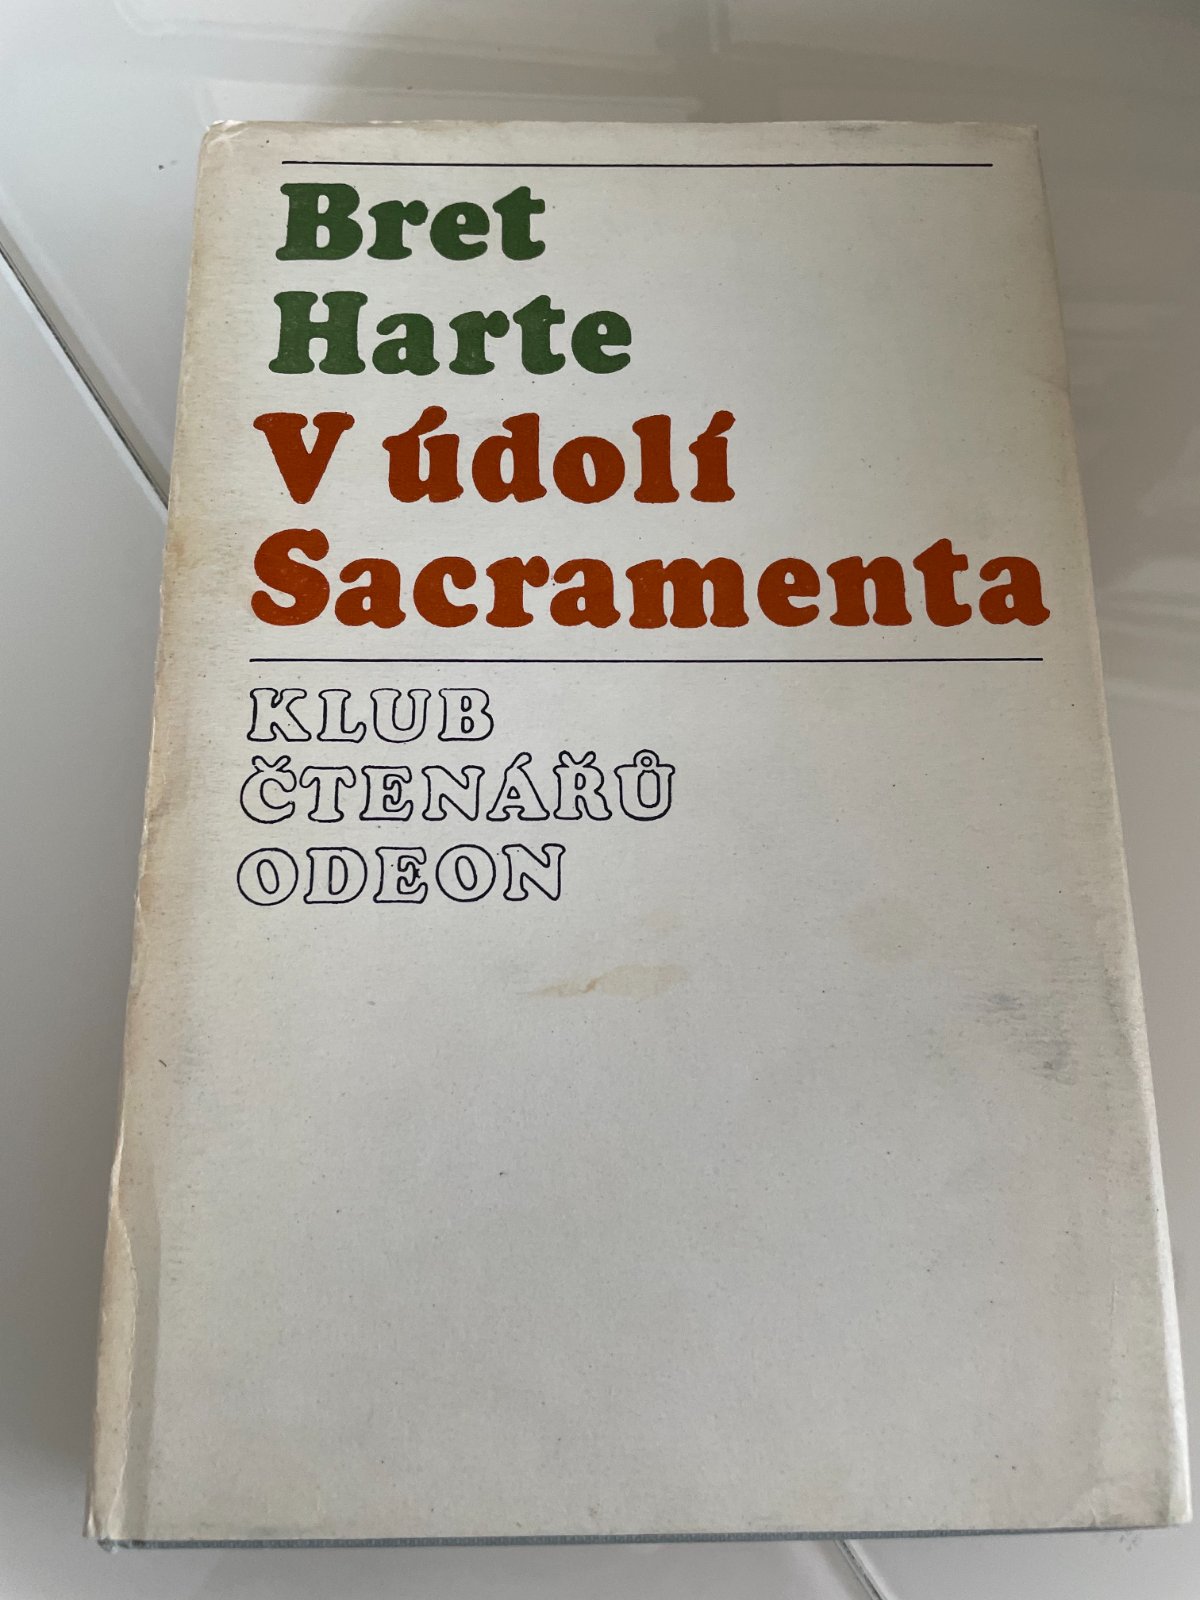 Bret
Harte
V údolí
Sacramenta
KLUB
ČTENÁŘŮ
ODEON